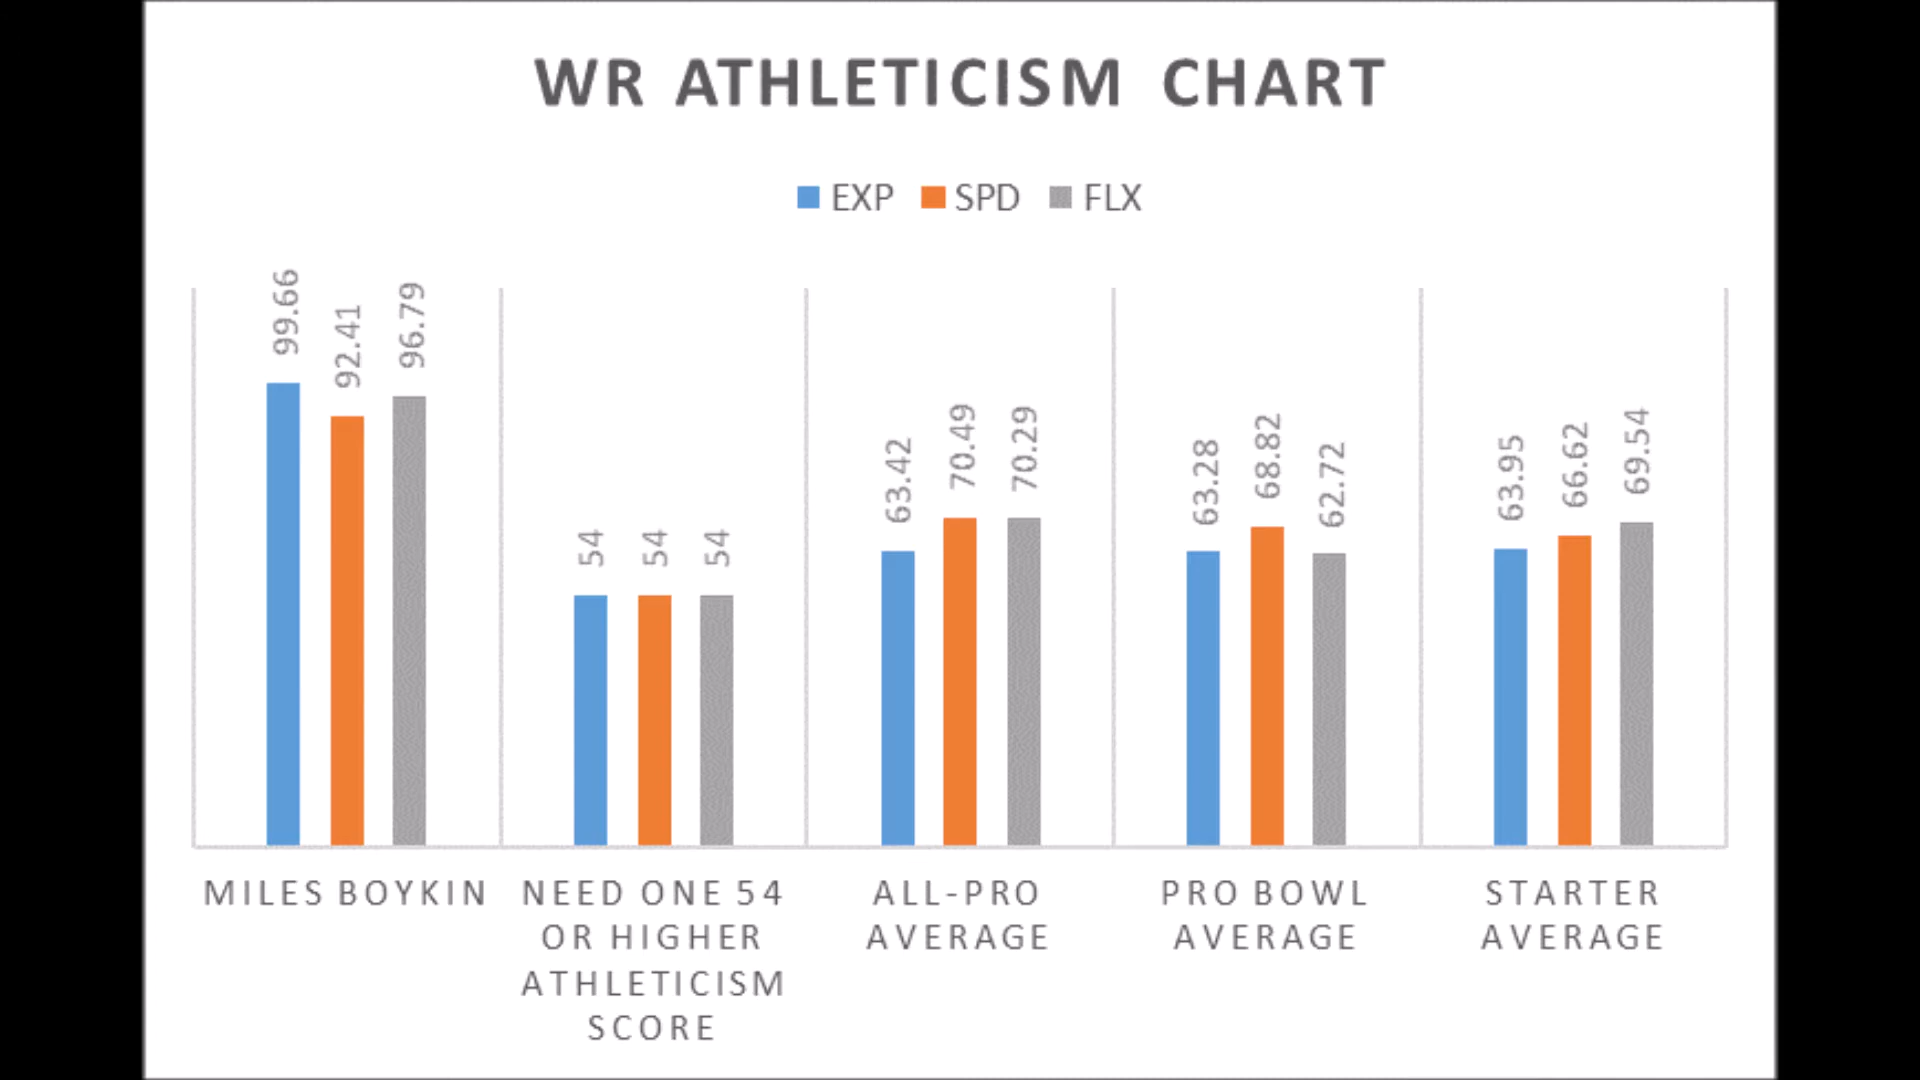 WR ATHLETICISM CHART
EXP SPD FLX
99.66 92.41 96.79
54 54 54
63.42 70.49 70.29
63.28 68.82 62.72
63.95 66.62 69.54
MILES BOYKIN
NEED ONE 54
OR HIGHER
ATHLETICISM
SCORE
ALL-PRO
AVERAGE
PRO BOWL
AVERAGE
STARTER
AVERAGE